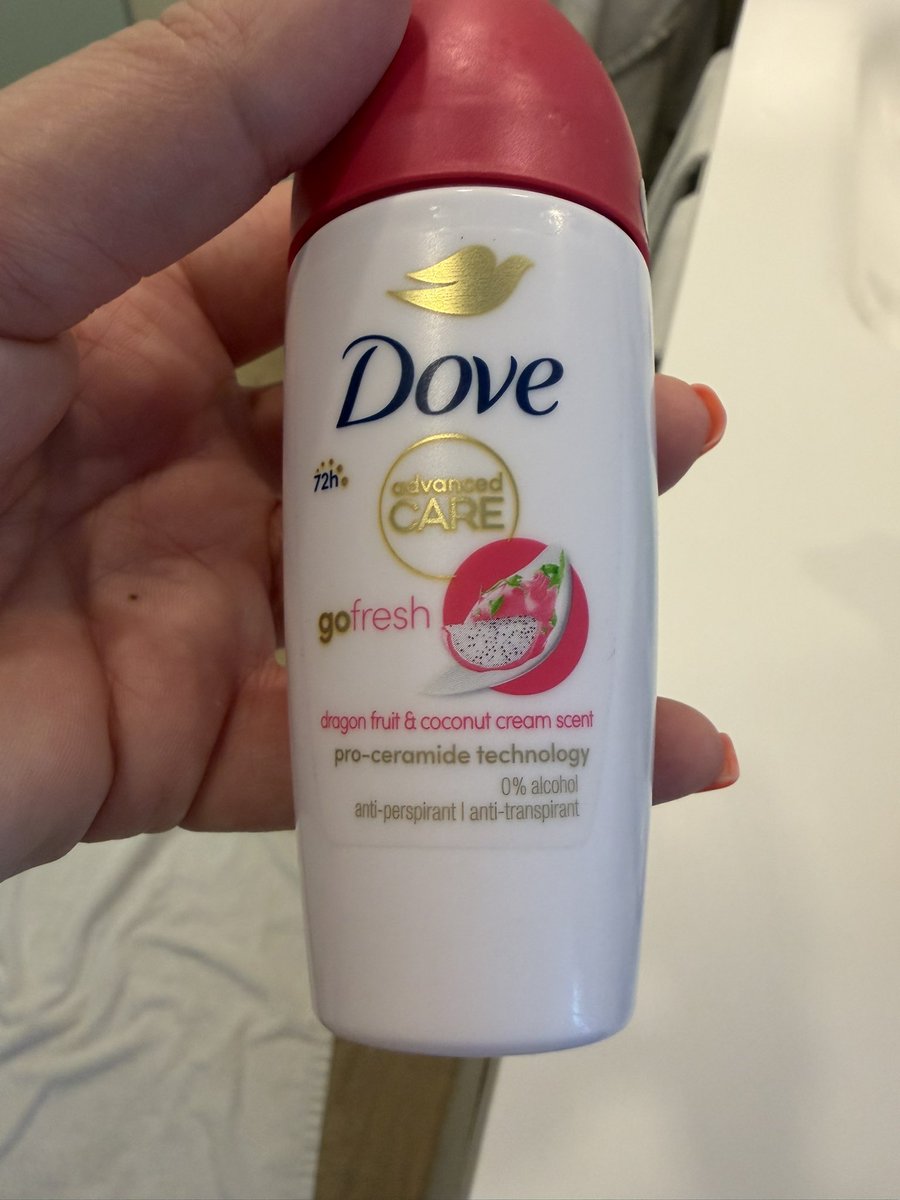 Dove
72h
advanced
CARE
gofresh
dragon fruit & coconut cream scent
pro-ceramide technology
0% alcohol
anti-perspirant | anti-transpirant